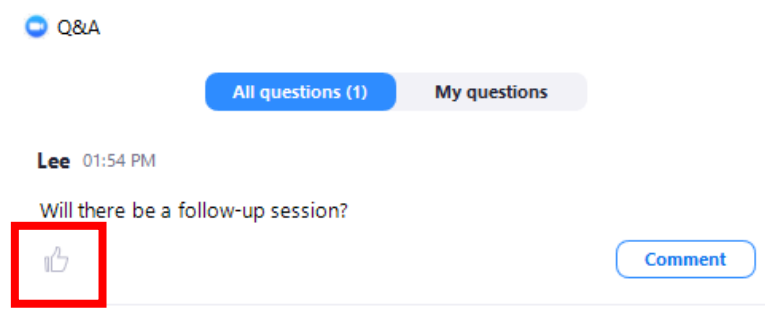 Q&A
All questions (1) My questions
Lee 01:54 PM
Will there be a follow-up session?
Comment